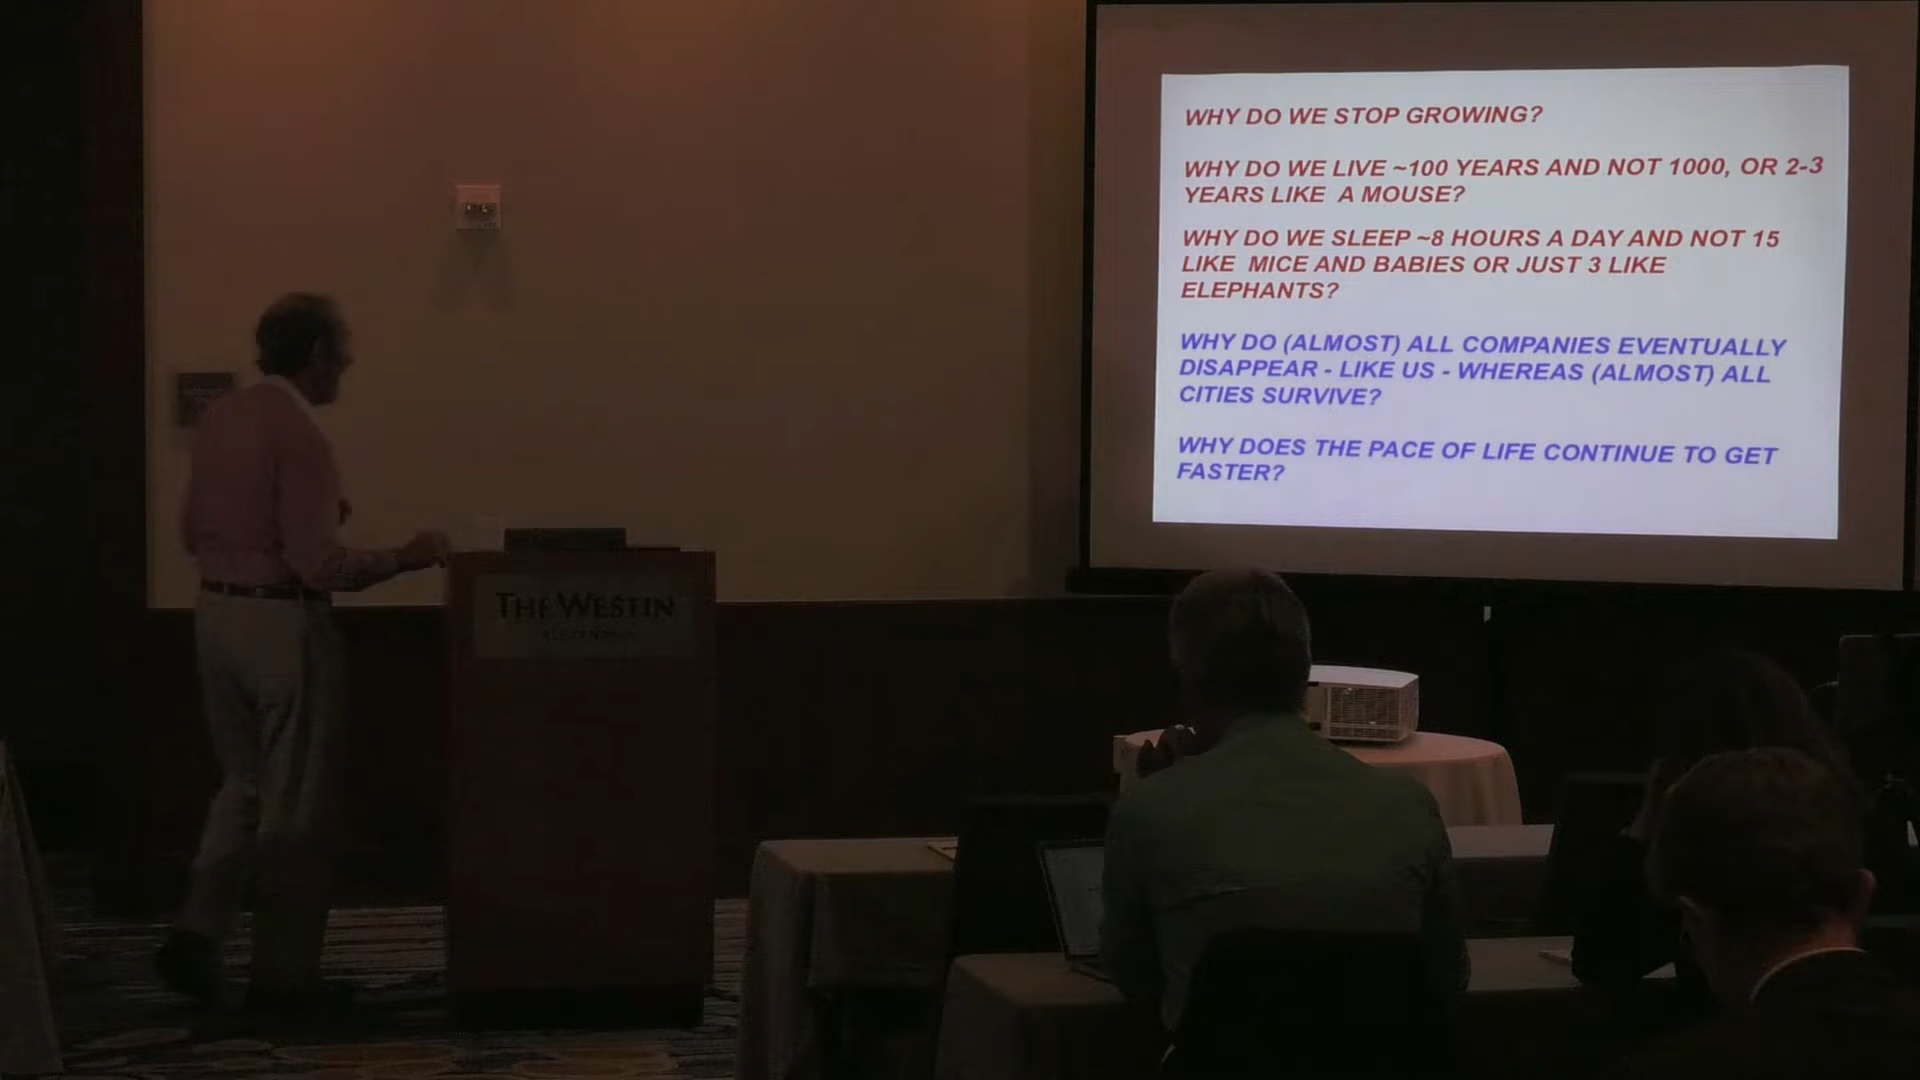 WHY DO WE STOP GROWING?
WHY DO WE LIVE ~100 YEARS AND NOT 1000, OR 2-3
YEARS LIKE A MOUSE?
WHY DO WE SLEEP ~8 HOURS A DAY AND NOT 15
LIKE MICE AND BABIES OR JUST 3 LIKE
ELEPHANTS?
WHY DO (ALMOST) ALL COMPANIES EVENTUALLY
DISAPPEAR - LIKE US - WHEREAS (ALMOST) ALL
CITIES SURVIVE?
WHY DOES THE PACE OF LIFE CONTINUE TO GET
FASTER?
THE WESTIN